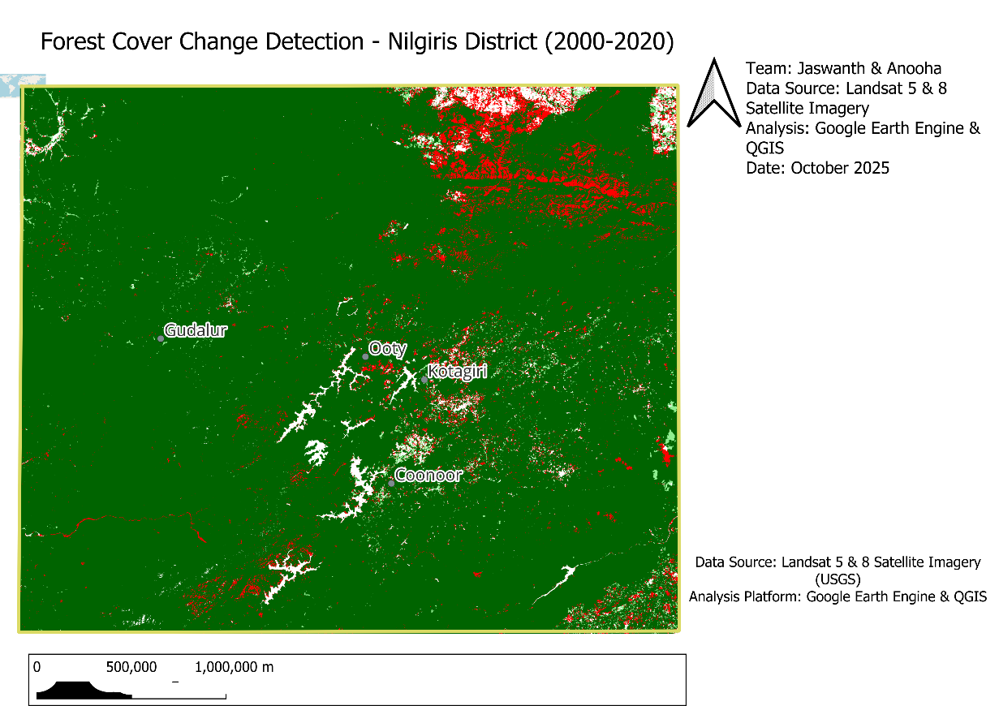 Forest Cover Change Detection - Nilgiris District (2000-2020)
Team: Jaswanth & Anooha
Data Source: Landsat 5 & 8
Satellite Imagery
Analysis: Google Earth Engine &
QGIS
Date: October 2025
Gudalur
Ooty
Kotagiri
Coonoor
Data Source: Landsat 5 & 8 Satellite Imagery
(USGS)
Analysis Platform: Google Earth Engine & QGIS
0 500,000 1,000,000 m